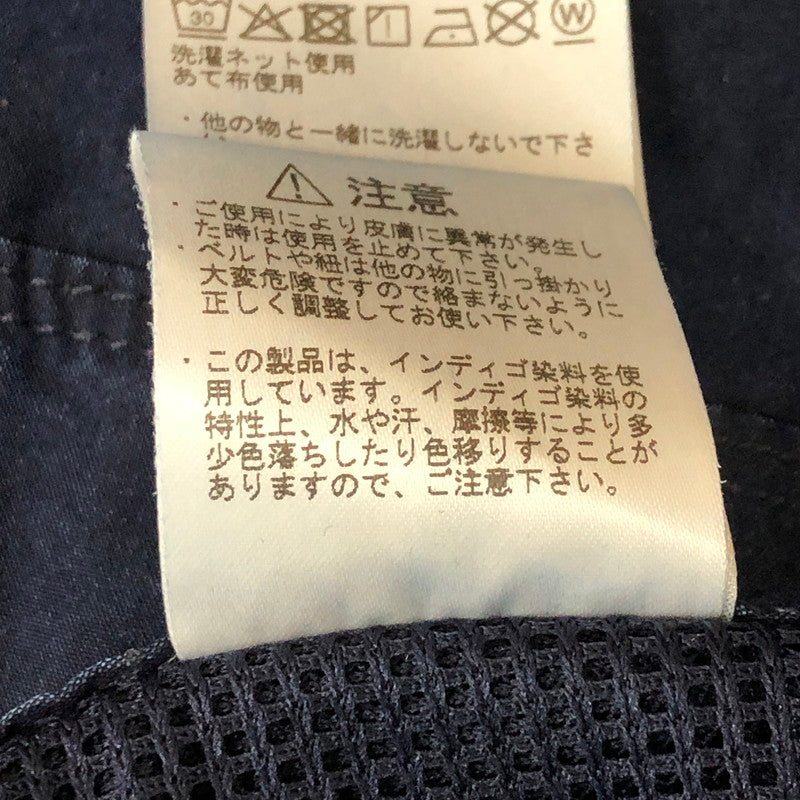 30
W
洗濯ネット使用
あて布使用
・他の物と一緒に洗濯しないで下さ
注意
・ご使用により皮膚に異常が発生し
た時は使用を止めて下さい。
・ベルトや紐は他の物に引っ掛かり
大変危険ですので絡まないように
正しく調整してお使い下さい。
・この製品は、インディゴ染料を使
用しています。インディゴ染料の
特性上、水や汗、摩擦等により多
少色落ちしたり色移りすることが
ありますので、ご注意下さい。